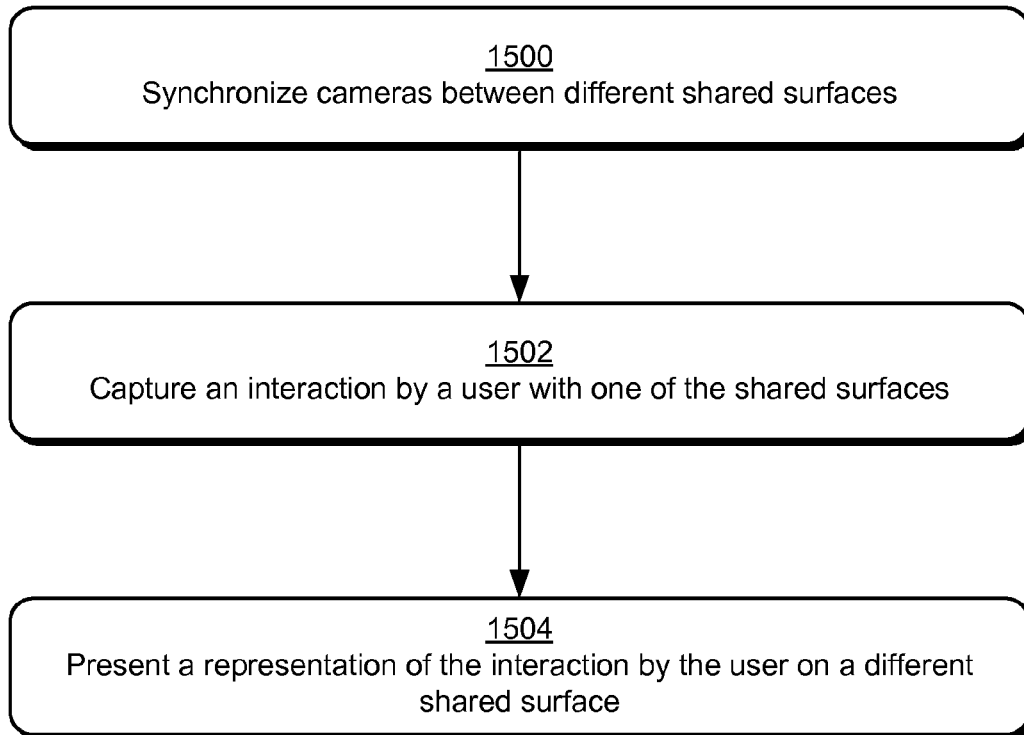 1500
Synchronize cameras between different shared surfaces
1502
Capture an interaction by a user with one of the shared surfaces
1504
Present a representation of the interaction by the user on a different
shared surface